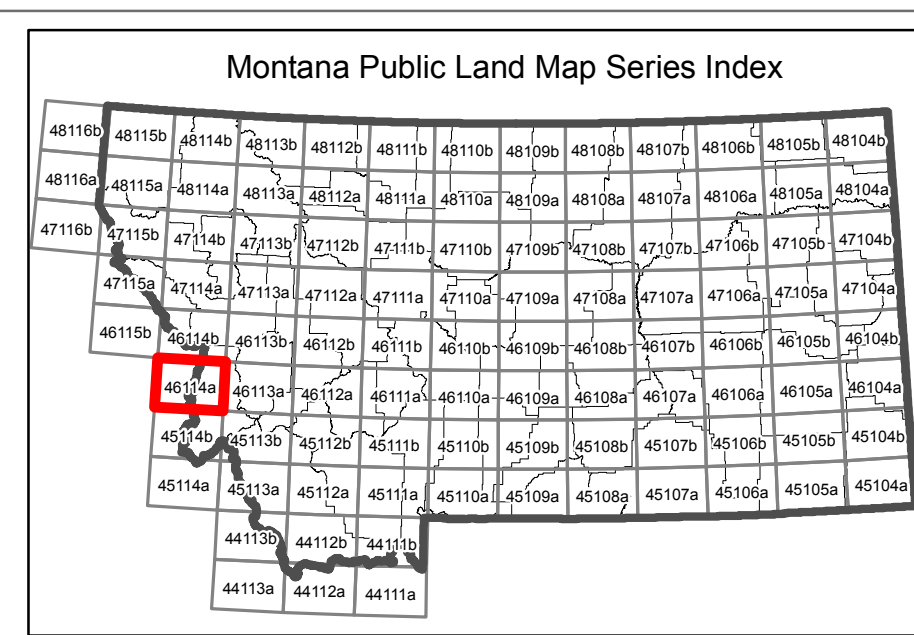 Montana Public Land Map Series Index
48116b 48115b 48114b 48113b 48112b 48111b 48110b 48109b 48108b 48107b 48106b 48105b 48104b
48116a 48115a 48114a 48113a 48112a 48111a 48110a 48109a 48108a 48107a 48106a 48105a 48104a
47116b 47115b 47114b 47113b 47112b 47111b 47110b 47109b 47108b 47107b 47106b 47105b 47104b
47115a 47114a 47113a 47112a 47111a 47110a 47109a 47108a 47107a 47106a 47105a 47104a
46115b 46114b 46113b 46112b 46111b 46110b 46109b 46108b 46107b 46106b 46105b 46104b
46114a 46113a 46112a 46111a 46110a 46109a 46108a 46107a 46106a 46105a 46104a
45114b 45113b 45112b 45111b 45110b 45109b 45108b 45107b 45106b 45105b 45104b
45114a 45113a 45112a 45111a 45110a 45109a 45108a 45107a 45106a 45105a 45104a
44113b 44112b 44111b
44113a 44112a 44111a